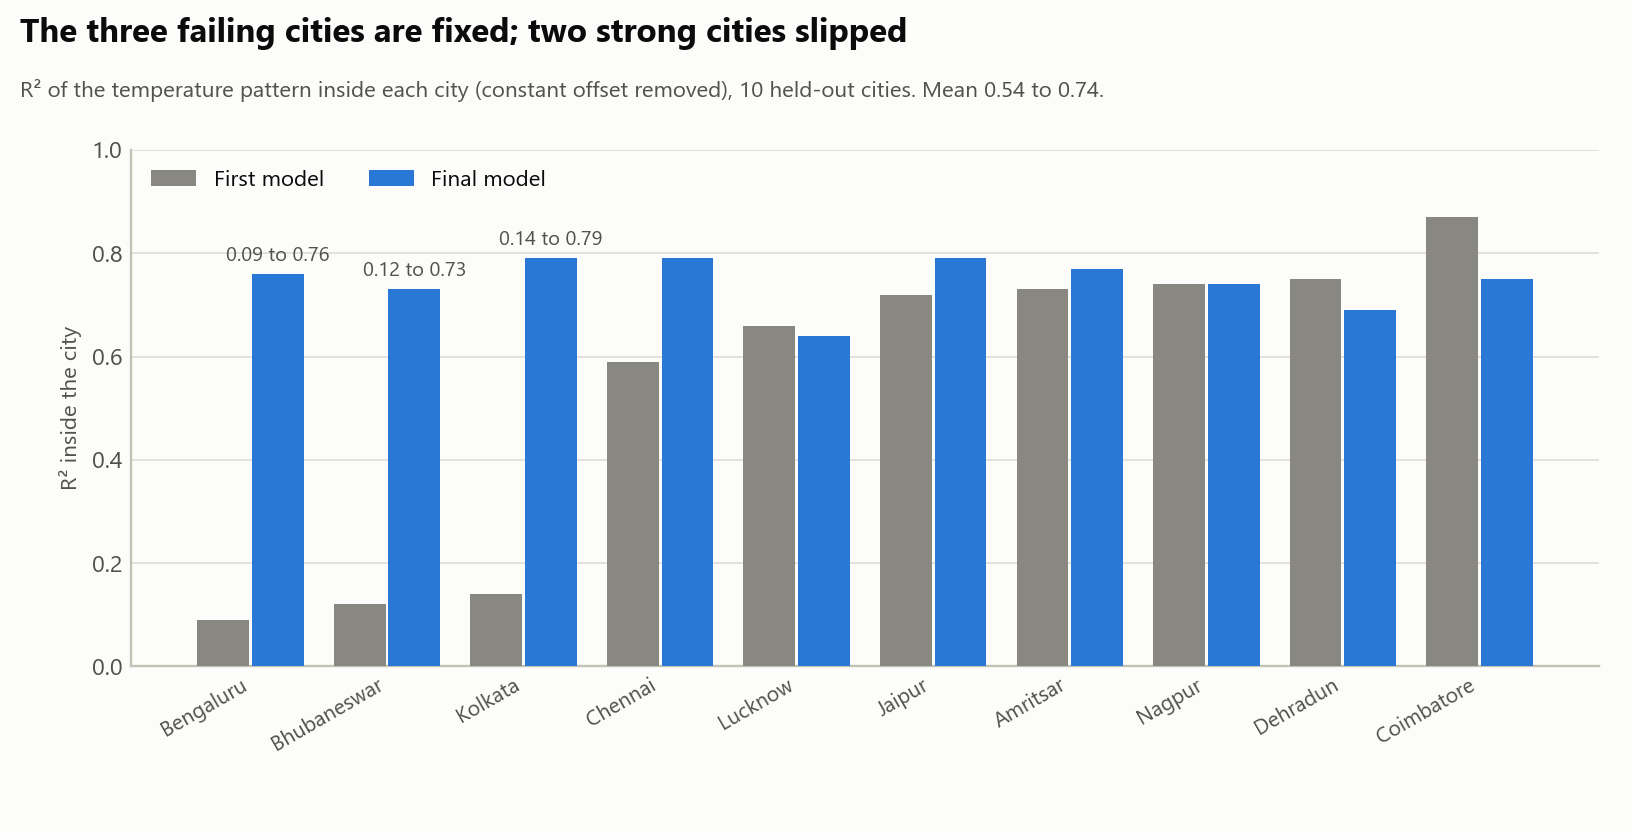 The three failing cities are fixed; two strong cities slipped
R² of the temperature pattern inside each city (constant offset removed), 10 held-out cities. Mean 0.54 to 0.74.
1.0
First model
Final model
0.14 to 0.79
0.8
0.09 to 0.76
0.12 to 0.73
0.6
R² inside the city
0.4
0.2
0.0
Bengaluru
Bhubaneswar
Kolkata
Chennai
Lucknow
Jaipur
Amritsar
Nagpur
Dehradun
Coimbatore